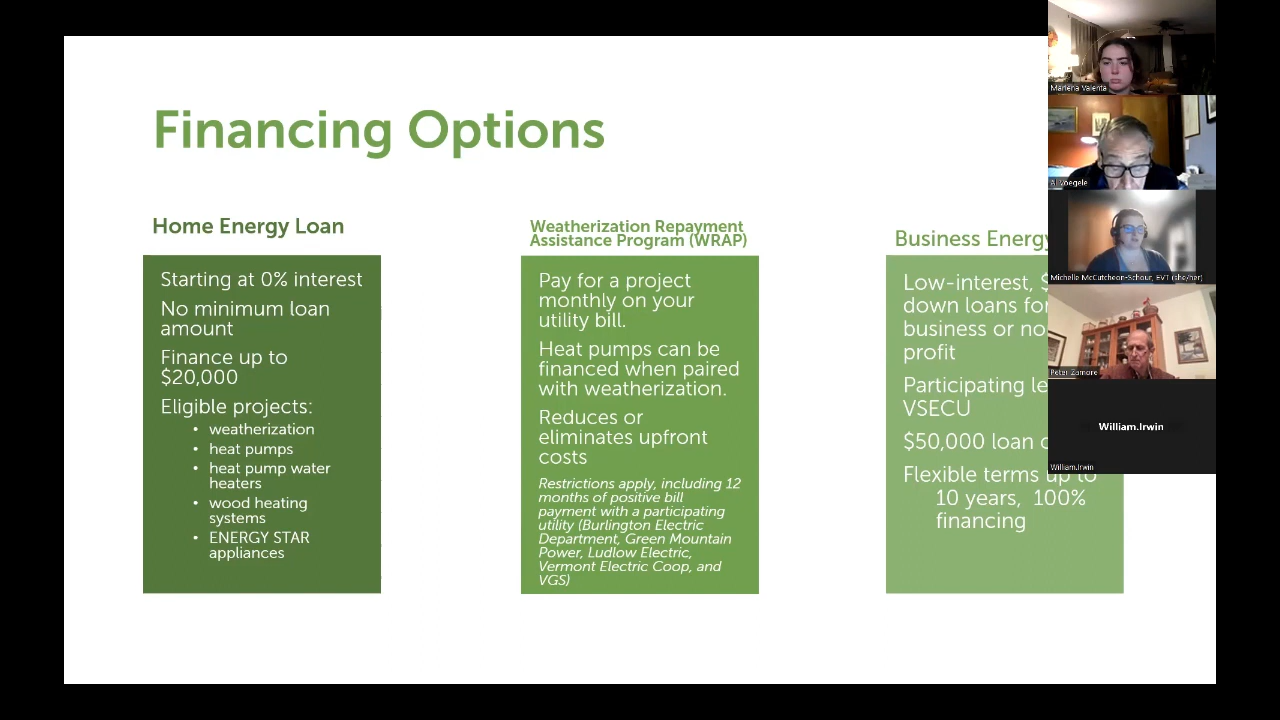 Financing Options
Home Energy Loan
Starting at 0% interest
No minimum loan
amount
Finance up to
$20,000
Eligible projects:
• weatherization
• heat pumps
• heat pump water
heaters
• wood heating
systems
• ENERGY STAR
appliances
Weatherization Repayment
Assistance Program (WRAP)
Pay for a project
monthly on your
utility bill.
Heat pumps can be
financed when paired
with weatherization.
Reduces or
eliminates upfront
costs
Restrictions apply, including 12
months of positive bill
payment with a participating
utility (Burlington Electric
Department, Green Mountain
Power, Ludlow Electric,
Vermont Electric Coop, and
VGS)
Business Energy
Low-interest, $
down loans for
business or no
profit
Participating le
VSECU
$50,000 loan
Flexible terms up to
10 years, 100%
financing
Marlena Valenta
Al Voegele
Michelle McCutcheon-Schour, EVT (she/her)
Peter Zamore
William.Irwin
William.Irwin